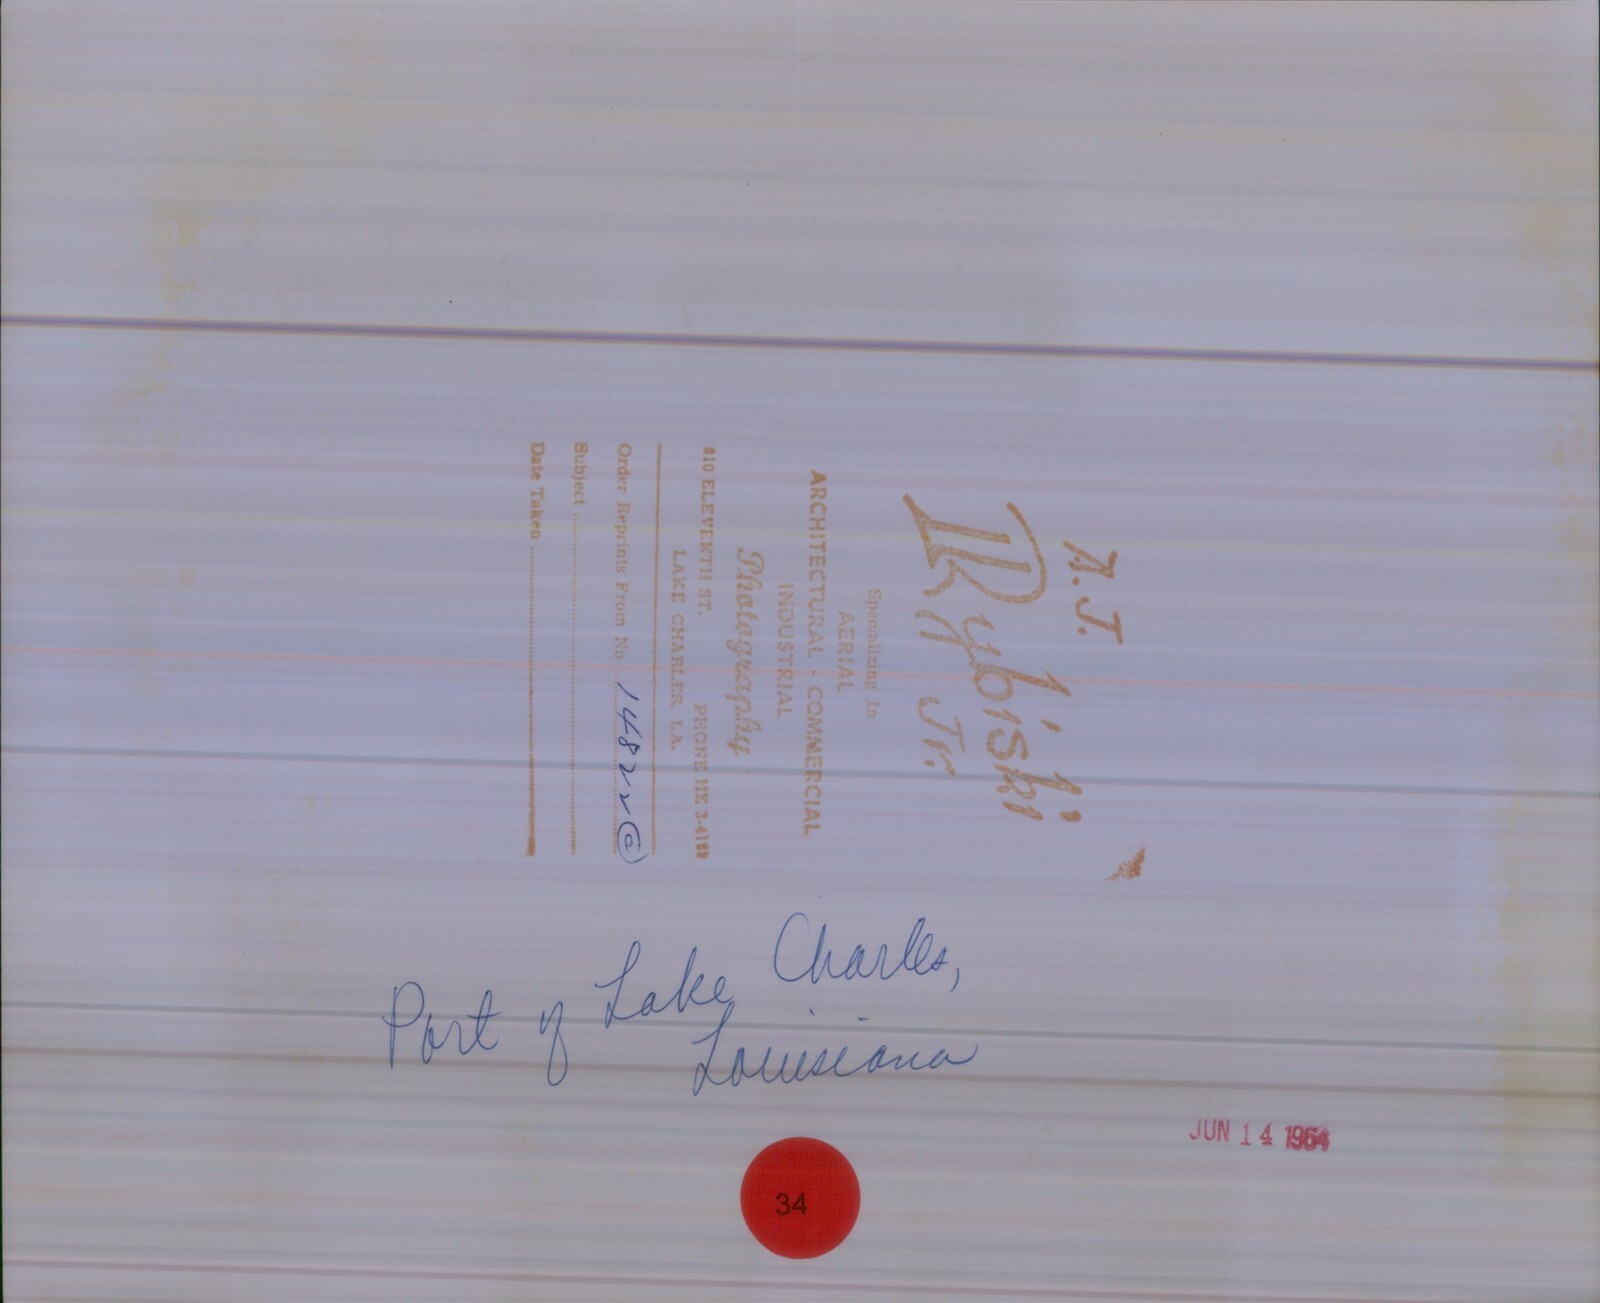 A. J.
Rybiski
Jr.
Specializing In
AERIAL
ARCHITECTURAL - COMMERCIAL
INDUSTRIAL
Photography
810 ELEVENTH ST. PHONE HE 3-41
LAKE CHARLES, LA.
Order Reprints From No 14822 ©
Subject
Date Taken
Port of Lake Charles,
Louisiana
JUN 14 1964
34